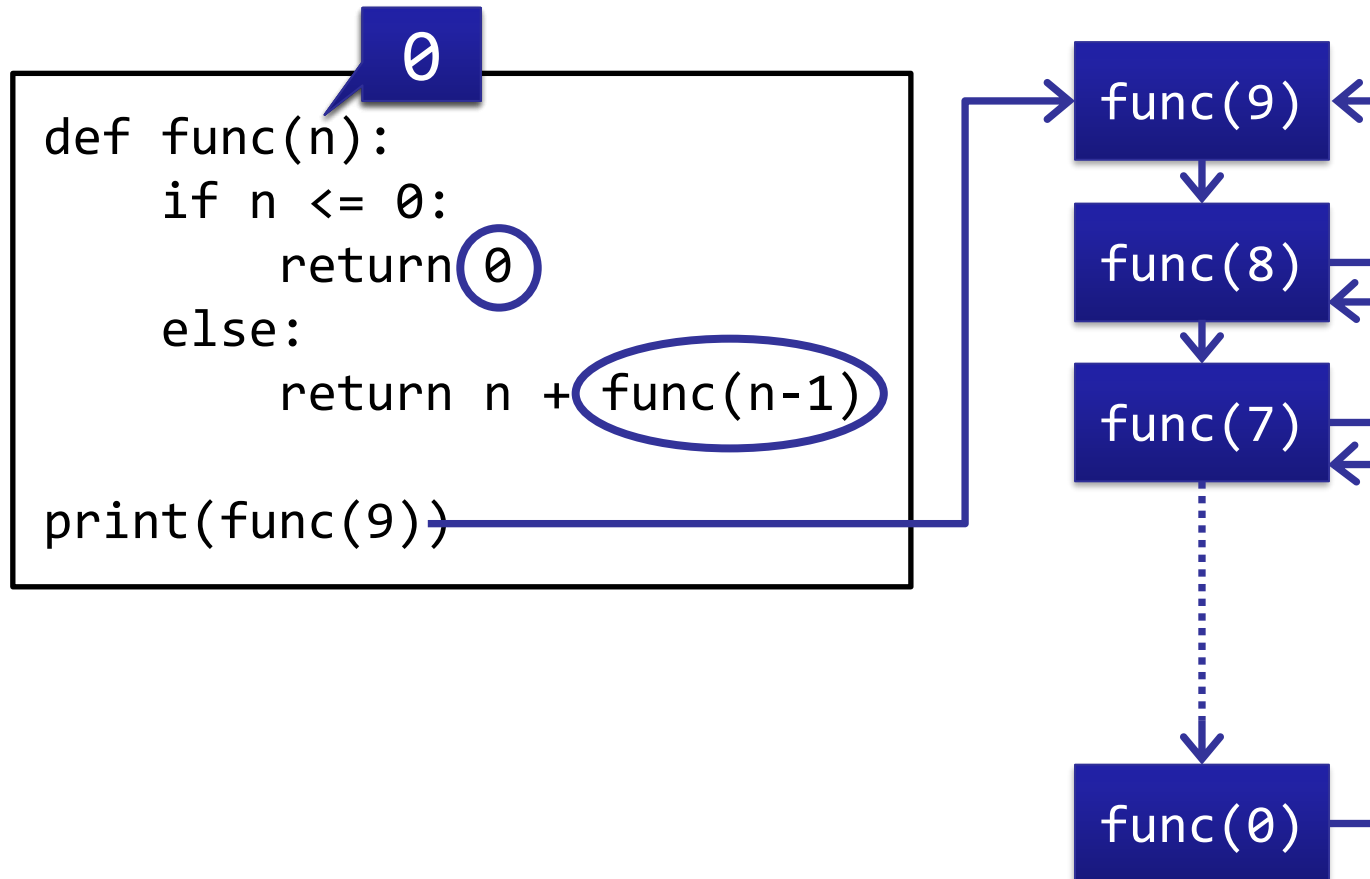 0
def func(n):
    if n <= 0:
        return 0
    else:
        return n + func(n-1)
print(func(9))
func(9)
func(8)
func(7)
func(0)